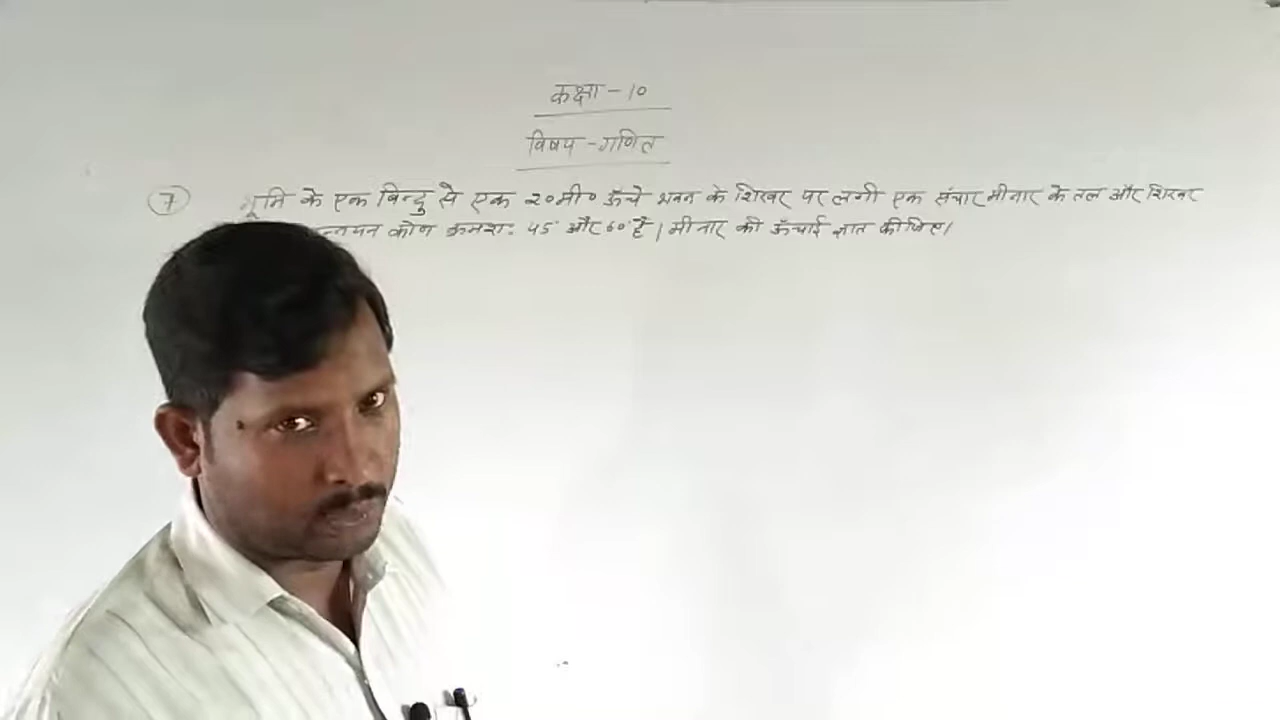 कक्षा - 10
विषय - गणित
7 भूमि के एक बिन्दु से एक 20 मी० ऊँचे भवन के शिखर पर लगी एक संचार मीनार के तल और शिखर
कोण क्रमशः 45° और 60° है। मीनार की ऊँचाई ज्ञात कीजिए।